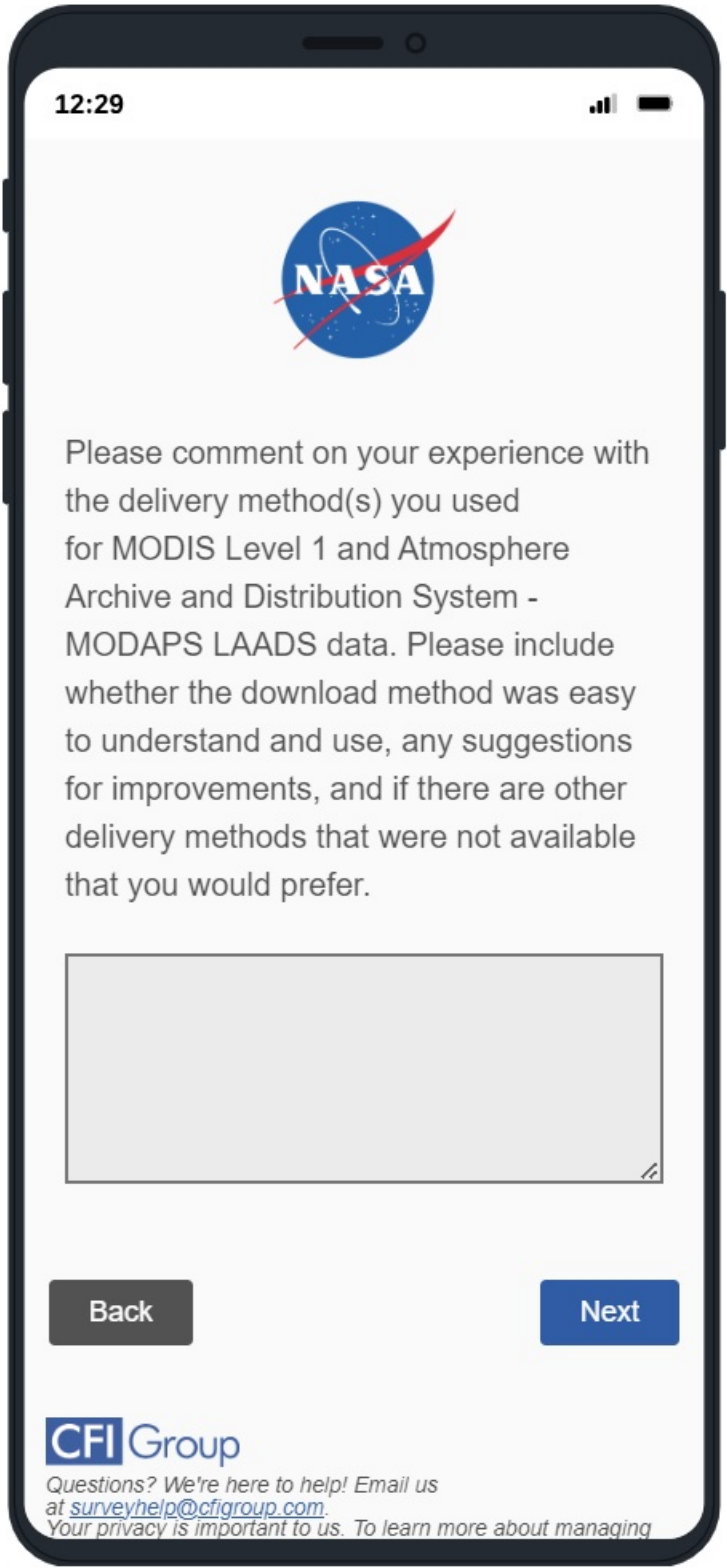 12:29
NASA
Please comment on your experience with
the delivery method(s) you used
for MODIS Level 1 and Atmosphere
Archive and Distribution System -
MODAPS LAADS data. Please include
whether the download method was easy
to understand and use, any suggestions
for improvements, and if there are other
delivery methods that were not available
that you would prefer.
Back
Next
CFI Group
Questions? We're here to help! Email us
at surveyhelp@cfigroup.com.
Your privacy is important to us. To learn more about managing